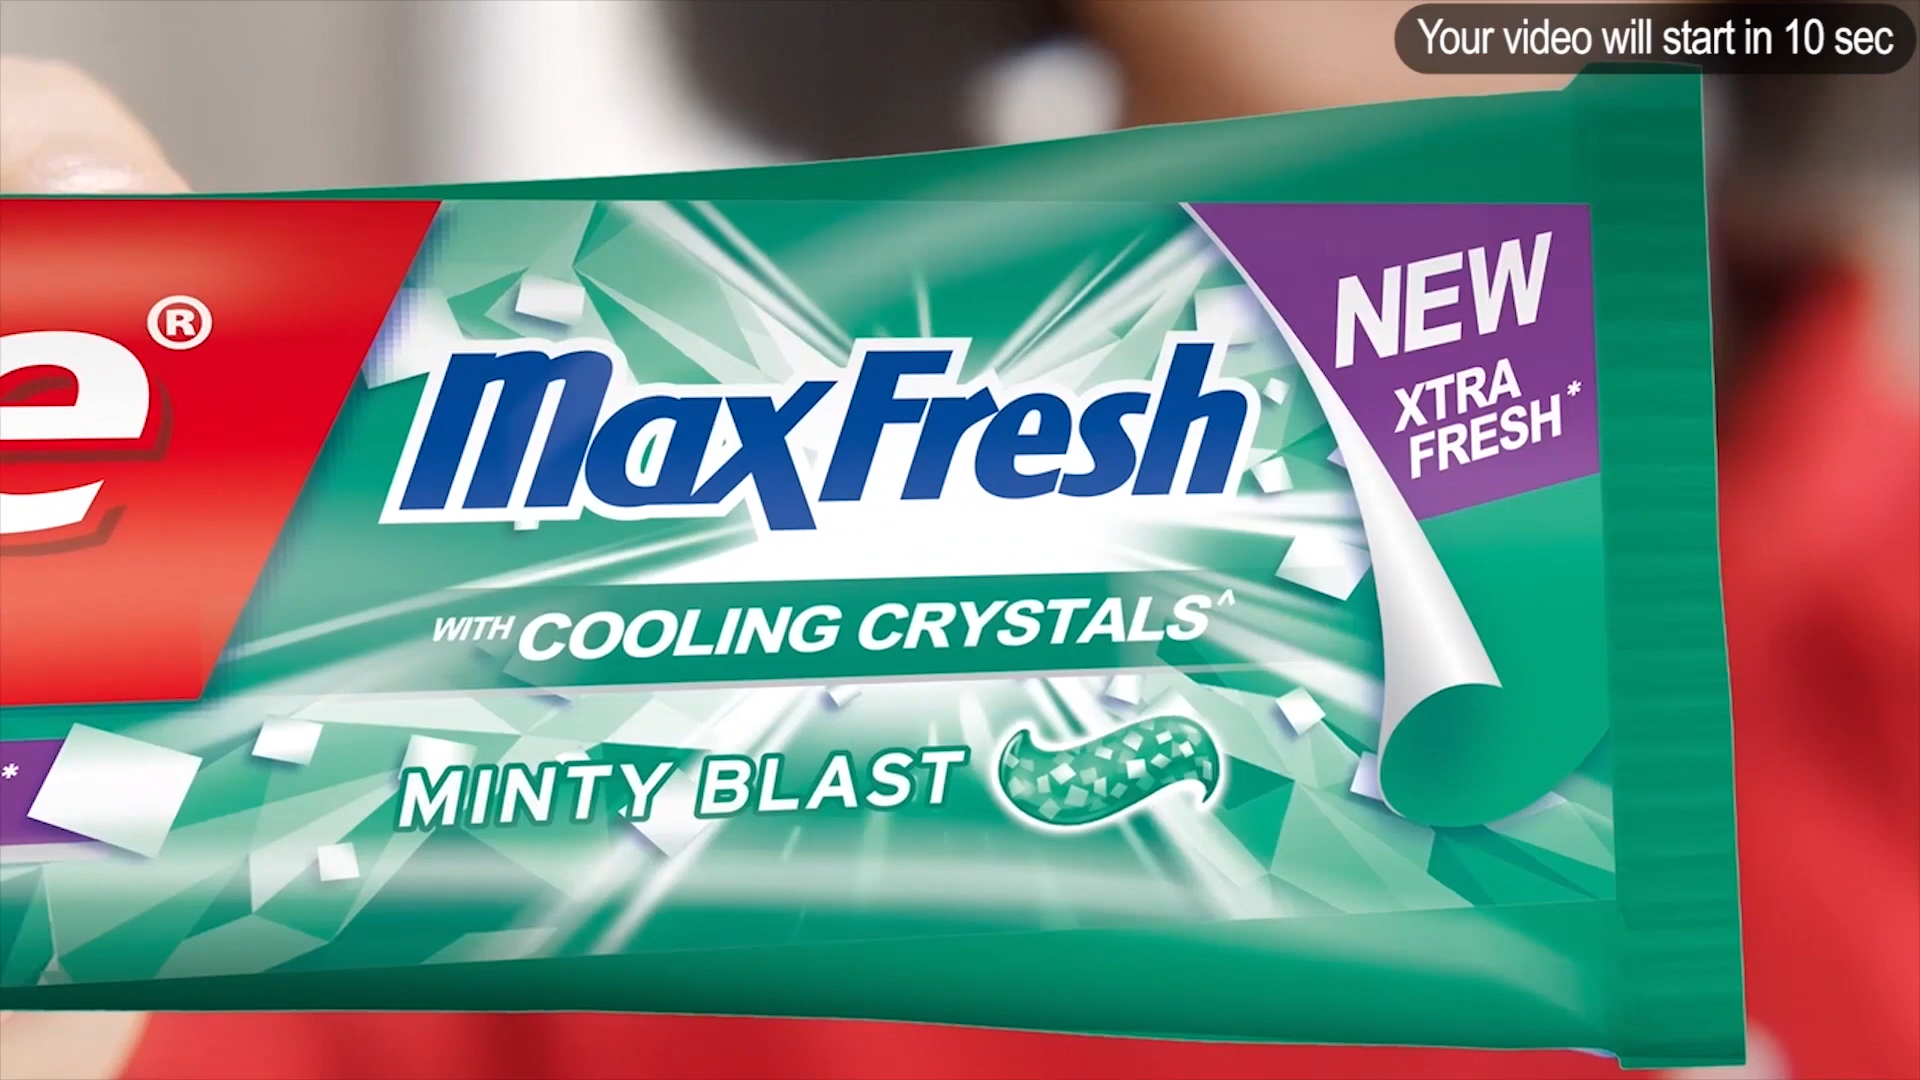 Your video will start in 10 sec
e®
MaxFresh
WITH COOLING CRYSTALS^
MINTY BLAST
NEW
XTRA
FRESH*
*